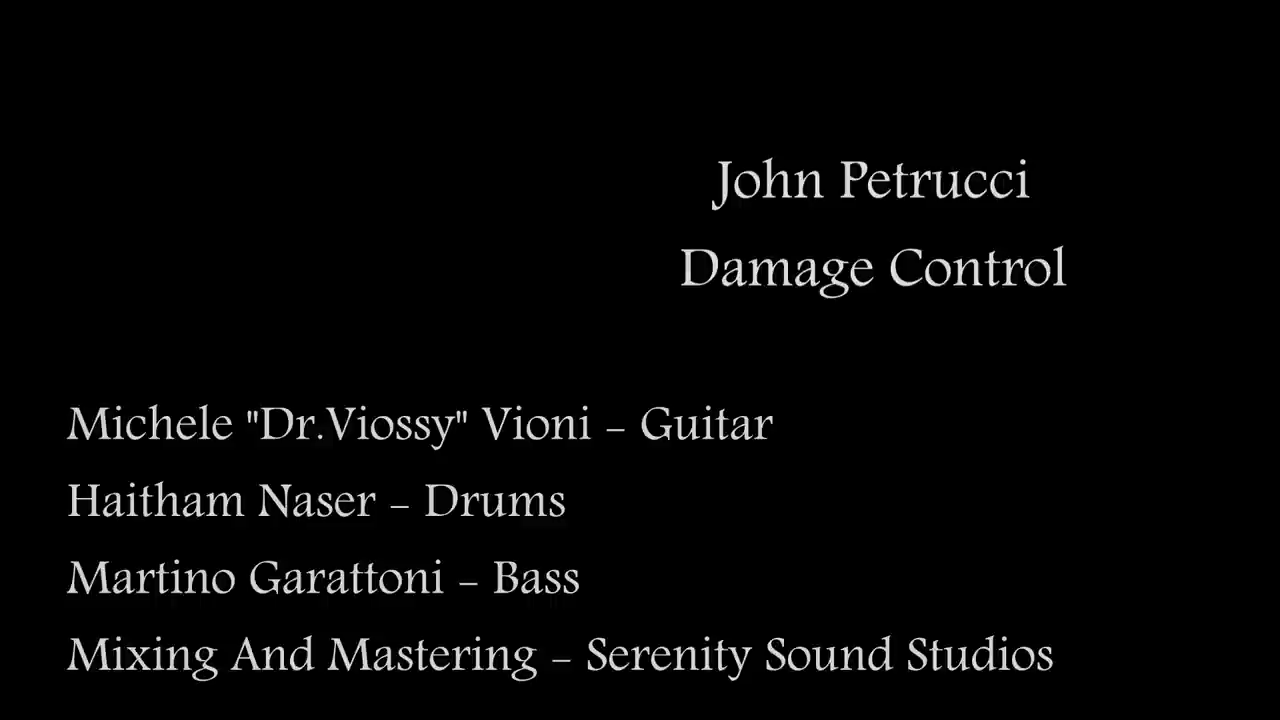 John Petrucci
Damage Control
Michele "Dr.Viossy" Vioni - Guitar
Haitham Naser - Drums
Martino Garattoni - Bass
Mixing And Mastering - Serenity Sound Studios